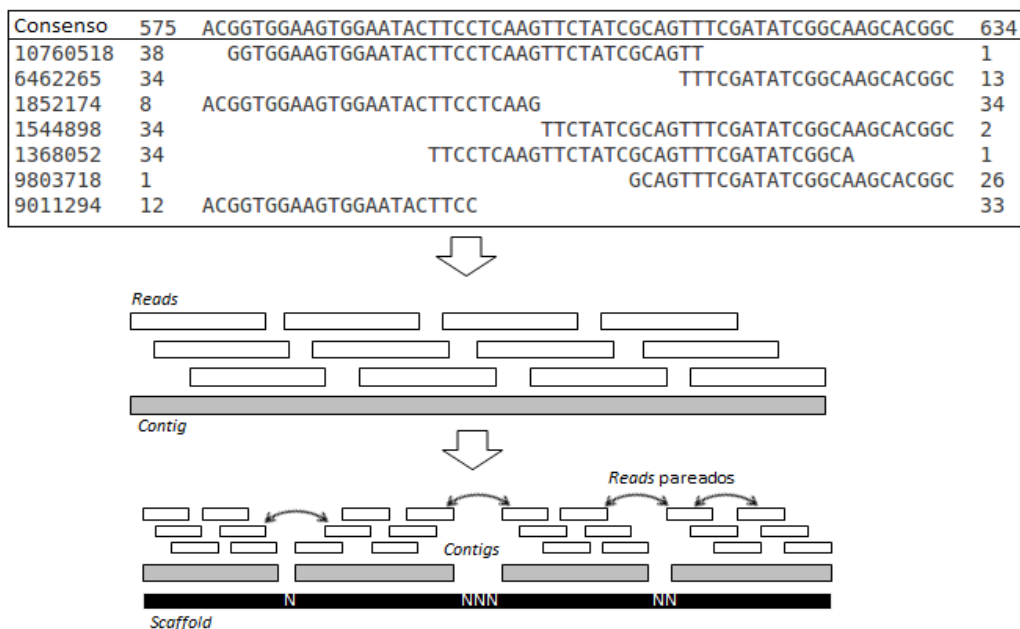 Consenso 575 ACGGTGGAAGTGGAATACTTCCTCAAGTTCTATCGCAGTTTCGATATCGGCAAGCACGGC 634
10760518 38 GGTGGAAGTGGAATACTTCCTCAAGTTCTATCGCAGTT 1
6462265 34 TTTCGATATCGGCAAGCACGGC 13
1852174 8 ACGGTGGAAGTGGAATACTTCCTCAAG 34
1544898 34 TTCTATCGCAGTTTCGATATCGGCAAGCACGGC 2
1368052 34 TTCCTCAAGTTCTATCGCAGTTTCGATATCGGCA 1
9803718 1 GCAGTTTCGATATCGGCAAGCACGGC 26
9011294 12 ACGGTGGAAGTGGAATACTTCC 33
Reads
Contig
Reads pareados
Contigs
N NNN NN
Scaffold